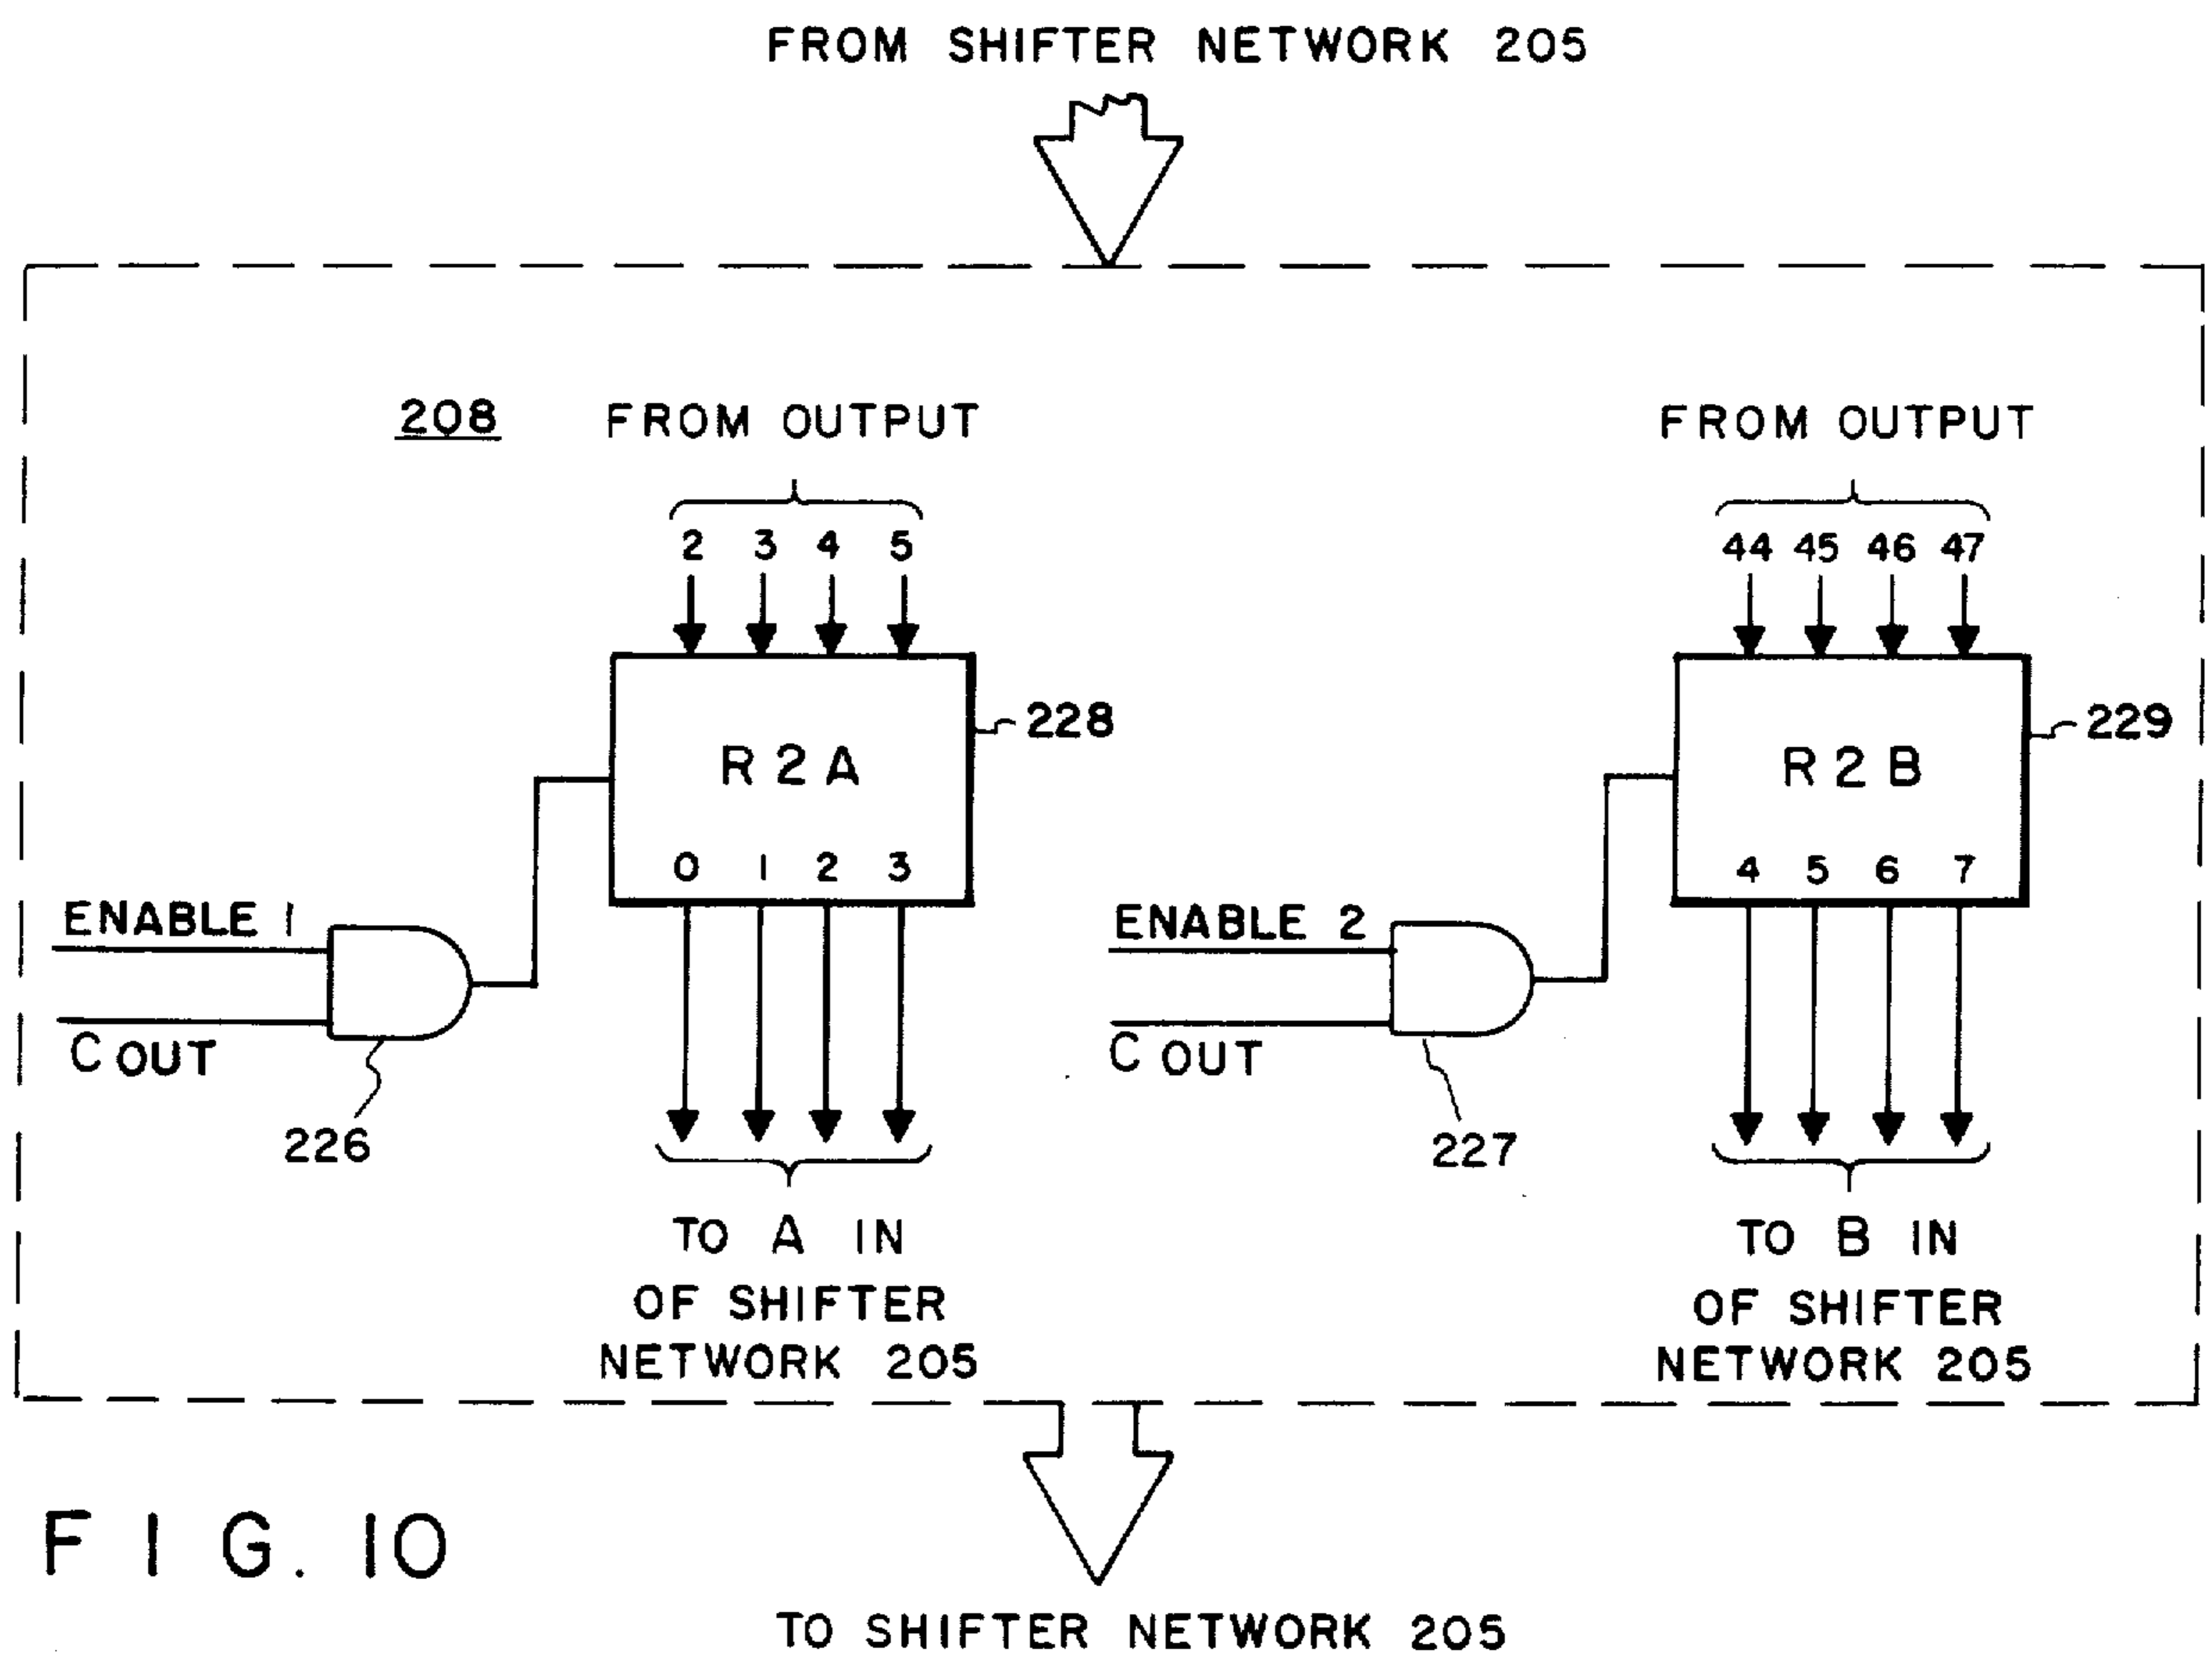 FROM SHIFTER NETWORK 205
208
FROM OUTPUT
FROM OUTPUT
2 3 4 5
44 45 46 47
228
229
R2A
R2B
0 1 2 3
4 5 6 7
ENABLE 1
ENABLE 2
C OUT
C OUT
226
227
TO A IN
OF SHIFTER
NETWORK 205
TO B IN
OF SHIFTER
NETWORK 205
FIG. 10
TO SHIFTER NETWORK 205